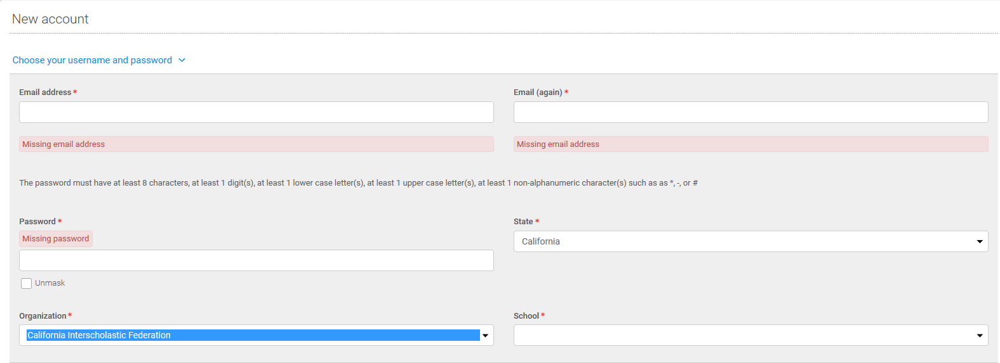 New account
Choose your username and password
Email address *
Email (again) *
Missing email address
Missing email address
The password must have at least 8 characters, at least 1 digit(s), at least 1 lower case letter(s), at least 1 upper case letter(s), at least 1 non-alphanumeric character(s) such as as *, -, or #
Password *
State *
Missing password
California
Unmask
Organization *
School *
California Interscholastic Federation